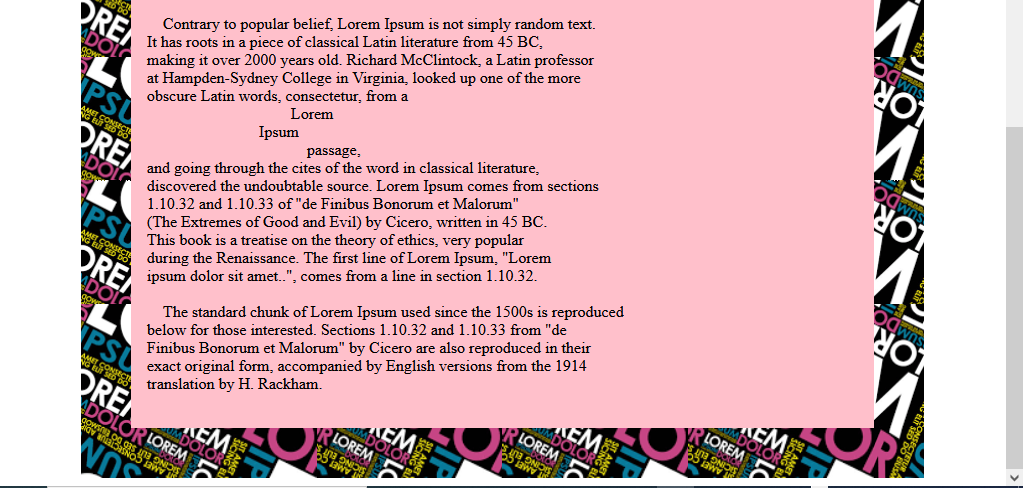 Contrary to popular belief, Lorem Ipsum is not simply random text.
It has roots in a piece of classical Latin literature from 45 BC,
making it over 2000 years old. Richard McClintock, a Latin professor
at Hampden-Sydney College in Virginia, looked up one of the more
obscure Latin words, consectetur, from a
Lorem
Ipsum
passage,
and going through the cites of the word in classical literature,
discovered the undoubtable source. Lorem Ipsum comes from sections
1.10.32 and 1.10.33 of "de Finibus Bonorum et Malorum"
(The Extremes of Good and Evil) by Cicero, written in 45 BC.
This book is a treatise on the theory of ethics, very popular
during the Renaissance. The first line of Lorem Ipsum, "Lorem
ipsum dolor sit amet..", comes from a line in section 1.10.32.
The standard chunk of Lorem Ipsum used since the 1500s is reproduced
below for those interested. Sections 1.10.32 and 1.10.33 from "de
Finibus Bonorum et Malorum" by Cicero are also reproduced in their
exact original form, accompanied by English versions from the 1914
translation by H. Rackham.